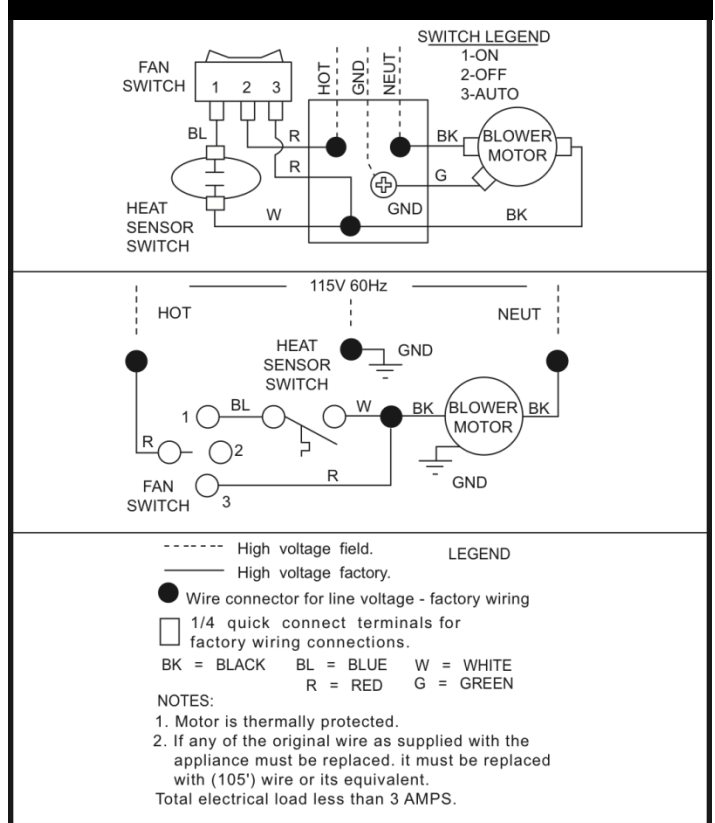 SWITCH LEGEND
1-ON
2-OFF
3-AUTO
FAN
SWITCH
1 2 3
HOT
GND
NEUT
BL
R
R
BK
BLOWER
MOTOR
G
GND
HEAT
SENSOR
SWITCH
W
BK
115V 60Hz
HOT
NEUT
HEAT
SENSOR
SWITCH
GND
1
BL
W
BK
BLOWER
MOTOR
BK
R
2
GND
FAN
SWITCH
3
R
High voltage field.
LEGEND
High voltage factory.
Wire connector for line voltage - factory wiring
1/4 quick connect terminals for
factory wiring connections.
BK = BLACK BL = BLUE W = WHITE
R = RED G = GREEN
NOTES:
1. Motor is thermally protected.
2. If any of the original wire as supplied with the
appliance must be replaced. it must be replaced
with (105') wire or its equivalent.
Total electrical load less than 3 AMPS.